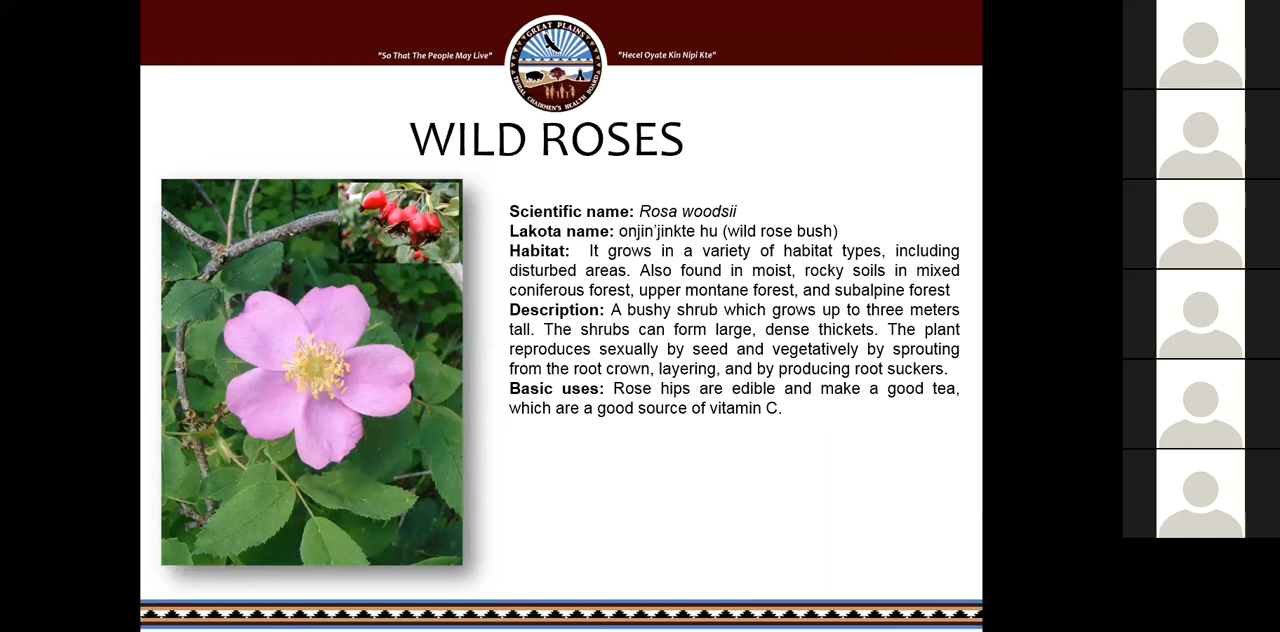 "So That The People May Live"
GREAT PLAINS
TRIBAL CHAIRMEN'S HEALTH BOARD
"Hecel Oyate Kin Nipi Kte"
WILD ROSES
Scientific name: Rosa woodsii
Lakota name: onjin’jinkte hu (wild rose bush)
Habitat: It grows in a variety of habitat types, including
disturbed areas. Also found in moist, rocky soils in mixed
coniferous forest, upper montane forest, and subalpine forest
Description: A bushy shrub which grows up to three meters
tall. The shrubs can form large, dense thickets. The plant
reproduces sexually by seed and vegetatively by sprouting
from the root crown, layering, and by producing root suckers.
Basic uses: Rose hips are edible and make a good tea,
which are a good source of vitamin C.